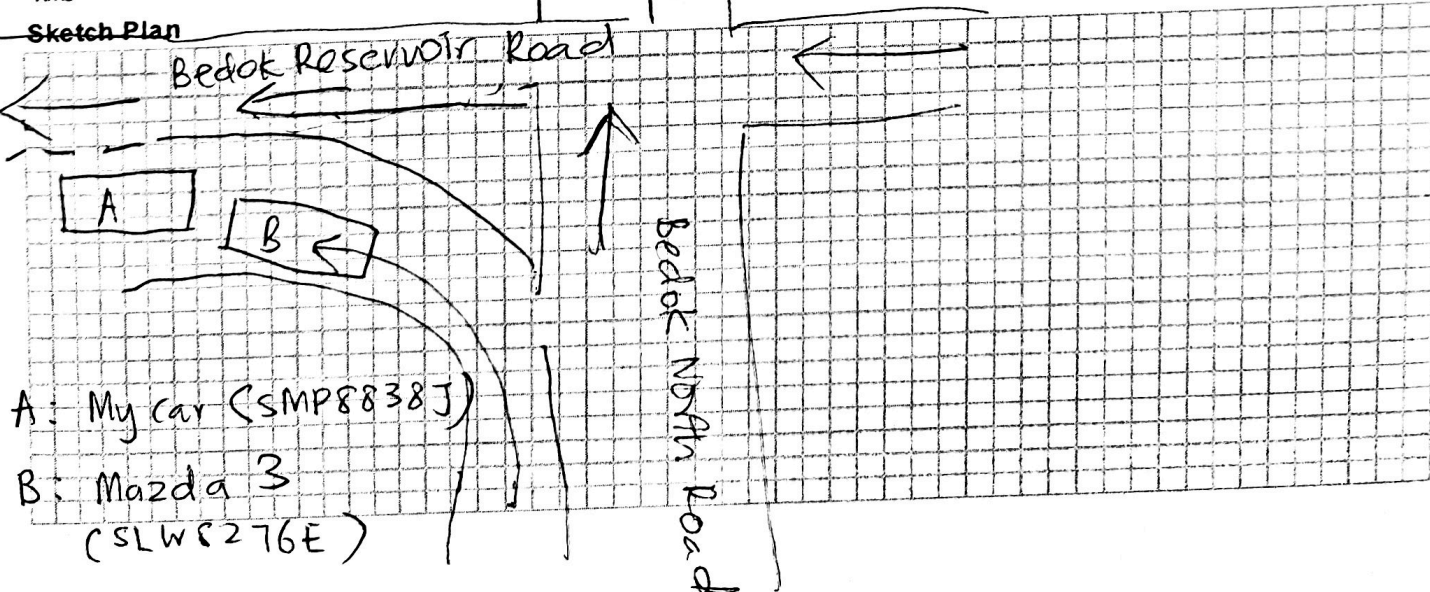 Sketch Plan
Bedok Reservoir Road
A
B
Bedok North Road
A: My car (SMP8838J)
B: Mazda 3
(SLW8276E)